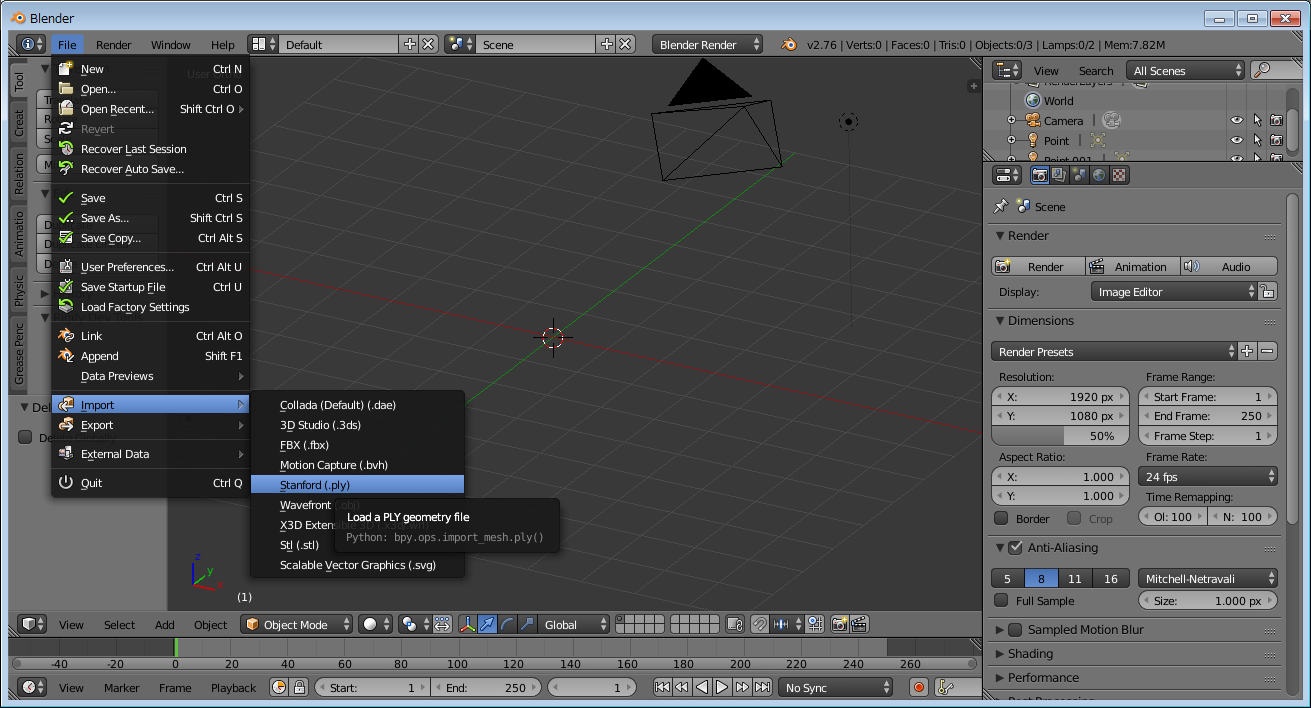 Blender
File Render Window Help Default Scene Blender Render v2.76 | Verts:0 | Faces:0 | Tris:0 | Objects:0/3 | Lamps:0/2 | Mem:7.82M
New Ctrl N
Open... Ctrl O
Open Recent... Shift Ctrl O
Revert
Recover Last Session
Recover Auto Save...
Save Ctrl S
Save As... Shift Ctrl S
Save Copy... Ctrl Alt S
User Preferences... Ctrl Alt U
Save Startup File Ctrl U
Load Factory Settings
Link Ctrl Alt O
Append Shift F1
Data Previews
Import
Export
External Data
Quit Ctrl Q
Tool
Creat
Relation
Animatio
Physic
Grease Penc
Collada (Default) (.dae)
3D Studio (.3ds)
FBX (.fbx)
Motion Capture (.bvh)
Stanford (.ply)
Wavefront (.obj)
X3D Extensible 3D
Stl (.stl)
Scalable Vector Graphics (.svg)
Load a PLY geometry file
Python: bpy.ops.import_mesh.ply()
z
y
x
(1)
View Select Add Object Object Mode Global
-40 -20 0 20 40 60 80 100 120 140 160 180 200 220 240 260
View Marker Frame Playback Start: 1 End: 250 1 No Sync
View Search All Scenes
RenderLayers
World
Camera
Point
Point.001
Scene
Render
Render Animation Audio
Display: Image Editor
Dimensions
Render Presets
Resolution: Frame Range:
X: 1920 px Start Frame: 1
Y: 1080 px End Frame: 250
50% Frame Step: 1
Aspect Ratio: Frame Rate:
X: 1.000 24 fps
Y: 1.000 Time Remapping:
Border Crop Ol: 100 N: 100
Anti-Aliasing
5 8 11 16 Mitchell-Netravali
Full Sample Size: 1.000 px
Sampled Motion Blur
Shading
Performance
Post Processing